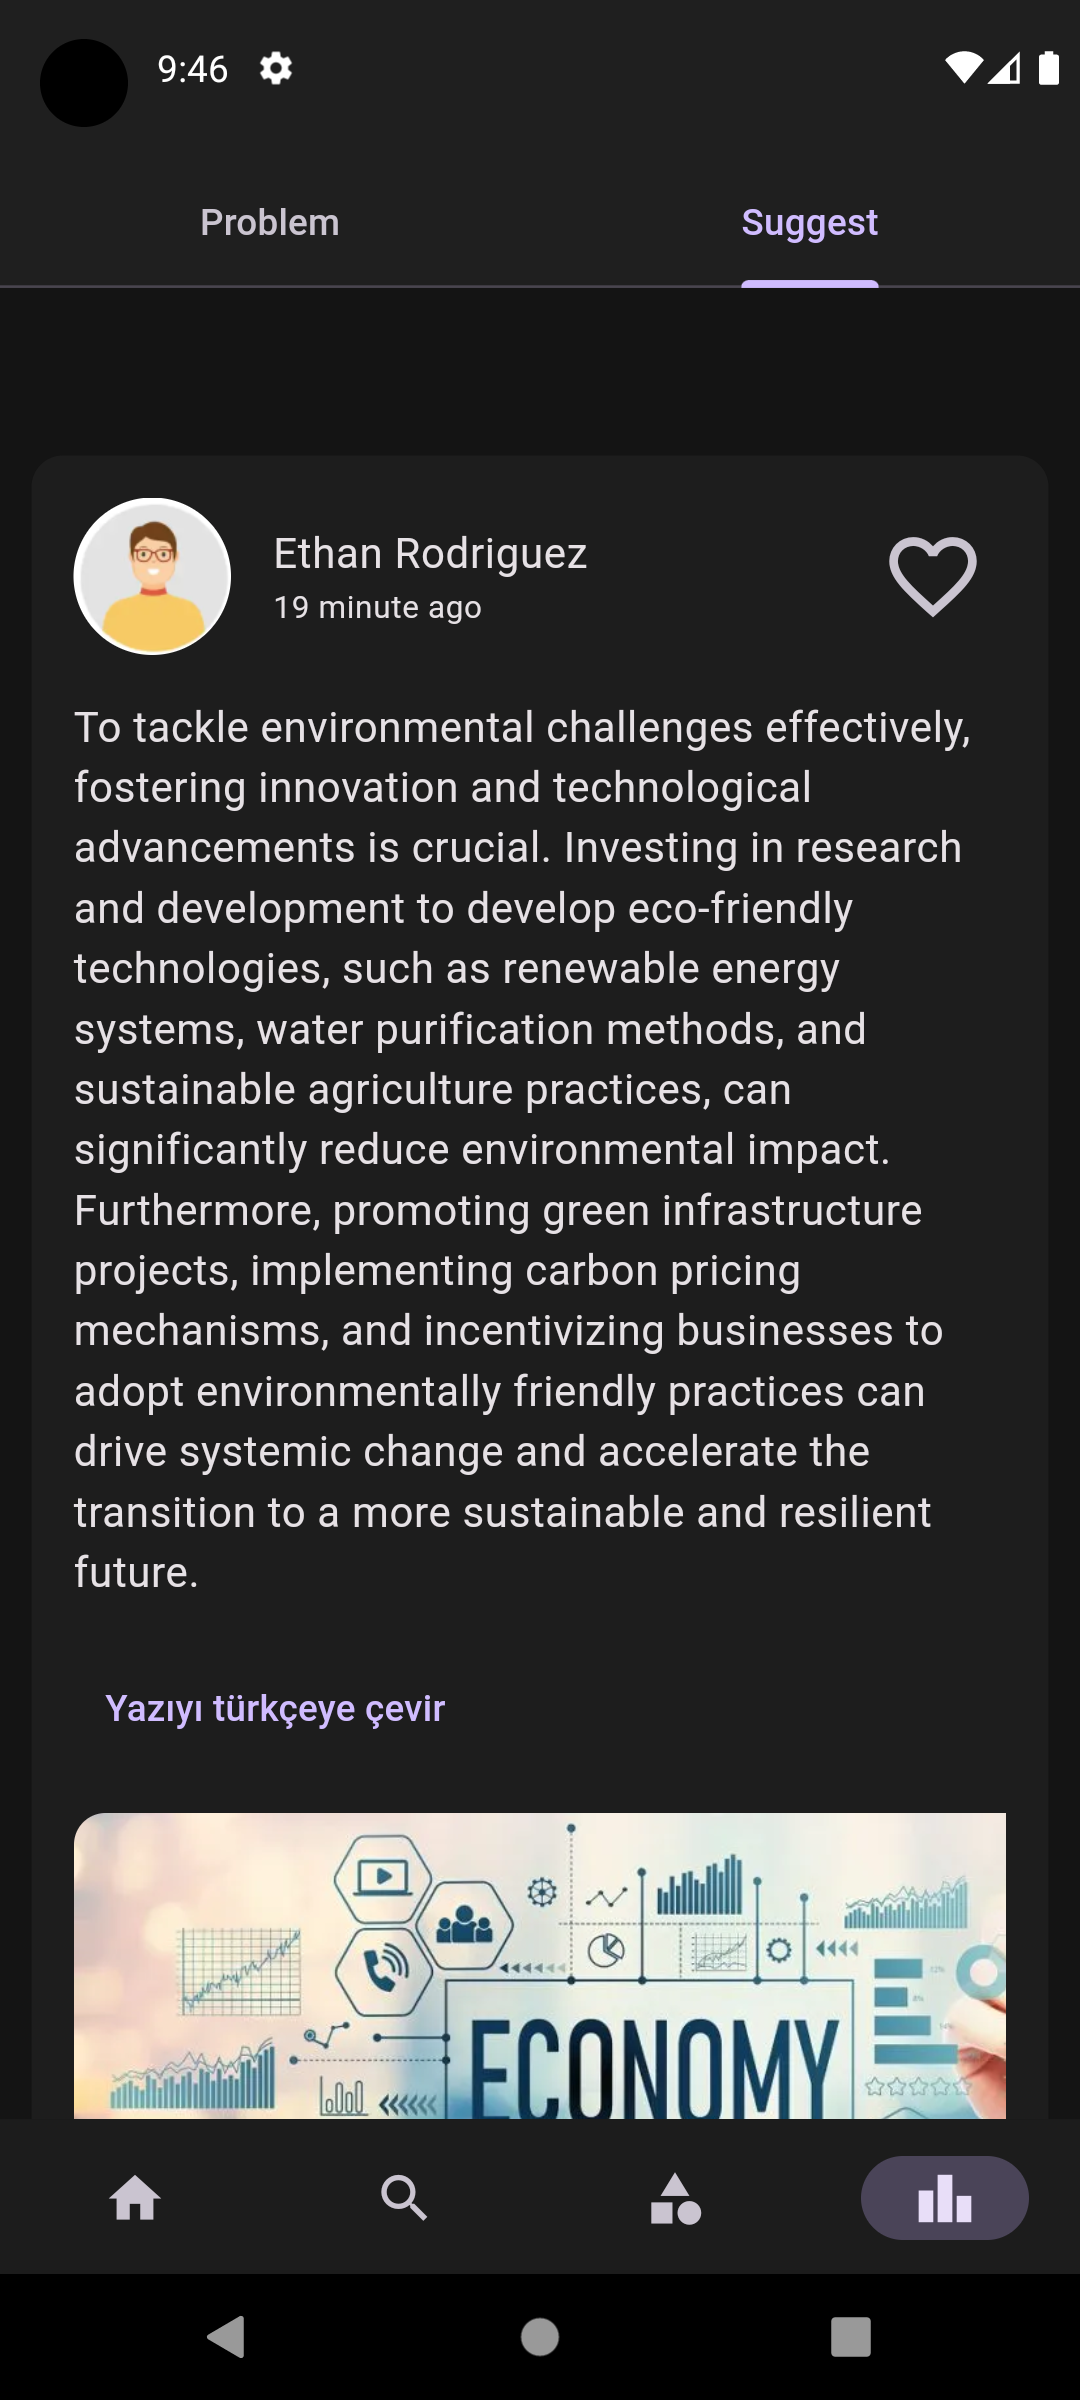 9:46
Problem
Suggest
Ethan Rodriguez
19 minute ago
To tackle environmental challenges effectively,
fostering innovation and technological
advancements is crucial. Investing in research
and development to develop eco-friendly
technologies, such as renewable energy
systems, water purification methods, and
sustainable agriculture practices, can
significantly reduce environmental impact.
Furthermore, promoting green infrastructure
projects, implementing carbon pricing
mechanisms, and incentivizing businesses to
adopt environmentally friendly practices can
drive systemic change and accelerate the
transition to a more sustainable and resilient
future.
Yazıyı türkçeye çevir
ECONOMY